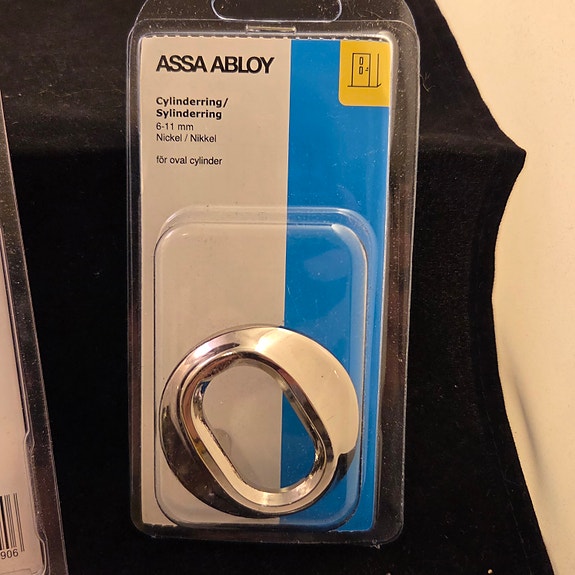 ASSA ABLOY
Cylinderring/
Sylinderring
6-11 mm
Nickel / Nikkel
för oval cylinder
906